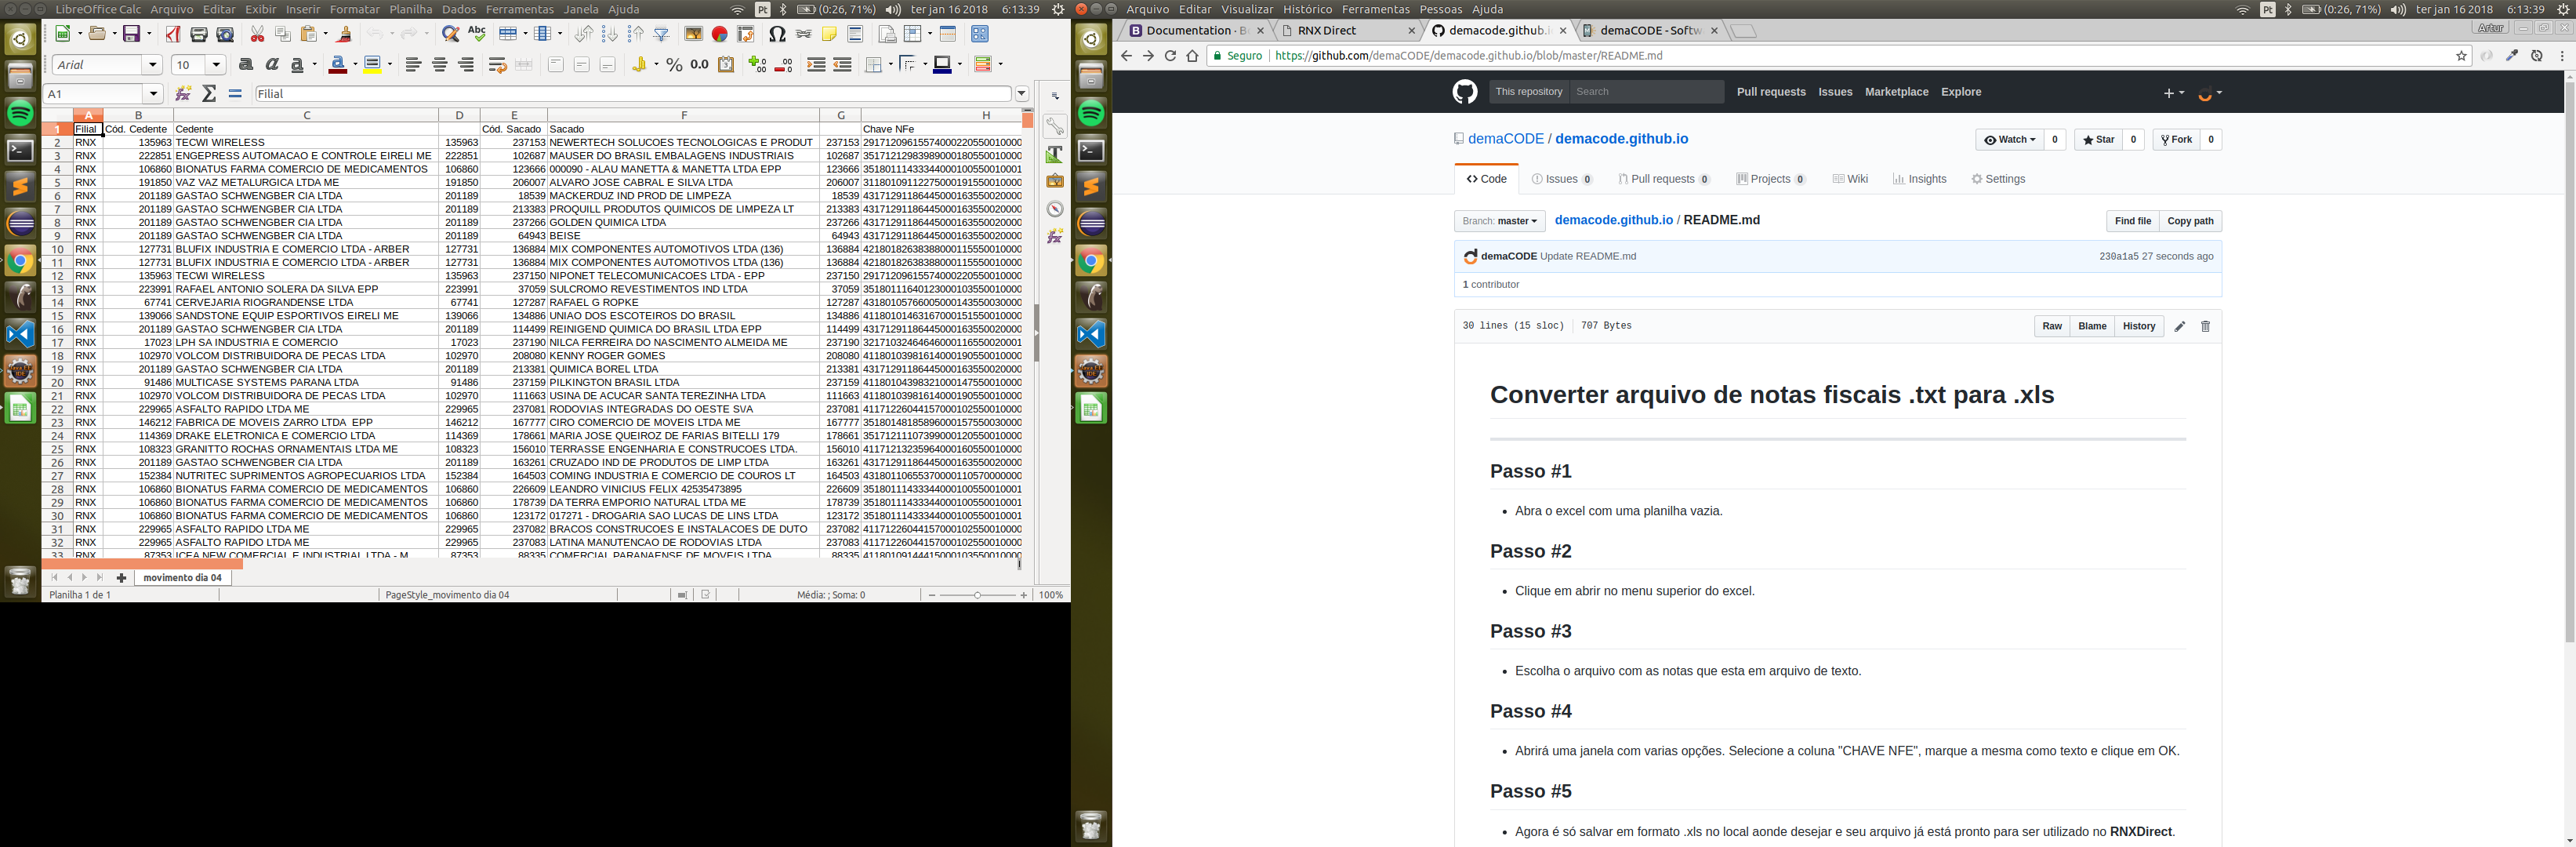 LibreOffice Calc Arquivo Editar Exibir Inserir Formatar Planilha Dados Ferramentas Janela Ajuda
Pt (0:26, 71%) ter jan 16 2018 6:13:39
Arial 10
A1 Filial
A B C D E F G H
1 Filial Cód. Cedente Cedente Cód. Sacado Sacado Chave NFe
2 RNX 135963 TECWI WIRELESS 135963 237153 NEWERTECH SOLUCOES TECNOLOGICAS E PRODUT 237153
3 RNX 222851 ENGEPRESS AUTOMACAO E CONTROLE EIRELI ME 222851 102687 MAUSER DO BRASIL EMBALAGENS INDUSTRIAIS 102687
4 RNX 106860 BIONATUS FARMA COMERCIO DE MEDICAMENTOS 106860 123666 000090 - ALAU MANETTA & MANETTA LTDA EPP 123666
5 RNX 191850 VAZ VAZ METALURGICA LTDA ME 191850 206007 ALVARO JOSE CABRAL E SILVA LTDA 206007
6 RNX 201189 GASTAO SCHWENGBER CIA LTDA 201189 18539 MACKERDUZ IND PROD DE LIMPEZA 18539
7 RNX 201189 GASTAO SCHWENGBER CIA LTDA 201189 213383 PROQUILL PRODUTOS QUIMICOS DE LIMPEZA LT 213383
8 RNX 201189 GASTAO SCHWENGBER CIA LTDA 201189 237266 GOLDEN QUIMICA LTDA 237266
9 RNX 201189 GASTAO SCHWENGBER CIA LTDA 201189 64943 BEISE 64943
10 RNX 127731 BLUFIX INDUSTRIA E COMERCIO LTDA - ARBER 127731 136884 MIX COMPONENTES AUTOMOTIVOS LTDA (136) 136884
11 RNX 127731 BLUFIX INDUSTRIA E COMERCIO LTDA - ARBER 127731 136884 MIX COMPONENTES AUTOMOTIVOS LTDA (136) 136884
12 RNX 135963 TECWI WIRELESS 135963 237150 NIPONET TELECOMUNICACOES LTDA - EPP 237150
13 RNX 223991 RAFAEL ANTONIO SOLERA DA SILVA EPP 223991 37059 SULCROMO REVESTIMENTOS IND LTDA 37059
14 RNX 67741 CERVEJARIA RIOGRANDENSE LTDA 67741 127287 RAFAEL G ROPKE 127287
15 RNX 139066 SANDSTONE EQUIP ESPORTIVOS EIRELI ME 139066 134886 UNIAO DOS ESCOTEIROS DO BRASIL 134886
16 RNX 201189 GASTAO SCHWENGBER CIA LTDA 201189 114499 REINIGEND QUIMICA DO BRASIL LTDA EPP 114499
17 RNX 17023 LPH SA INDUSTRIA E COMERCIO 17023 237190 NILCA FERREIRA DO NASCIMENTO ALMEIDA ME 237190
18 RNX 102970 VOLCOM DISTRIBUIDORA DE PECAS LTDA 102970 208080 KENNY ROGER GOMES 208080
19 RNX 201189 GASTAO SCHWENGBER CIA LTDA 201189 213381 QUIMICA BOREL LTDA 213381
20 RNX 91486 MULTICASE SYSTEMS PARANA LTDA 91486 237159 PILKINGTON BRASIL LTDA 237159
21 RNX 102970 VOLCOM DISTRIBUIDORA DE PECAS LTDA 102970 111663 USINA DE ACUCAR SANTA TEREZINHA LTDA 111663
22 RNX 229965 ASFALTO RAPIDO LTDA ME 229965 237081 RODOVIAS INTEGRADAS DO OESTE S\/A 237081
23 RNX 146212 FABRICA DE MOVEIS ZARRO LTDA EPP 146212 167777 CIRO COMERCIO DE MOVEIS LTDA ME 167777
24 RNX 114369 DRAKE ELETRONICA E COMERCIO LTDA 114369 178661 MARIA JOSE QUEIROZ DE FARIAS BITELLI 179 178661
25 RNX 108323 GRANITTO ROCHAS ORNAMENTAIS LTDA ME 108323 156010 TERRASSE ENGENHARIA E CONSTRUCOES LTDA. 156010
26 RNX 201189 GASTAO SCHWENGBER CIA LTDA 201189 163261 CRUZADO IND DE PRODUTOS DE LIMP LTDA 163261
27 RNX 152384 NUTRITEC SUPRIMENTOS AGROPECUARIOS LTDA 152384 164503 COMING INDUSTRIA E COMERCIO DE COUROS LT 164503
28 RNX 106860 BIONATUS FARMA COMERCIO DE MEDICAMENTOS 106860 226609 LEANDRO VINICIUS FELIX 42535473895 226609
29 RNX 106860 BIONATUS FARMA COMERCIO DE MEDICAMENTOS 106860 178739 DA TERRA EMPORIO NATURAL LTDA ME 178739
30 RNX 106860 BIONATUS FARMA COMERCIO DE MEDICAMENTOS 106860 123172 017271 - DROGARIA SAO LUCAS DE LINS LTDA 123172
31 RNX 229965 ASFALTO RAPIDO LTDA ME 229965 237082 BRACOS CONSTRUCOES E INSTALACOES DE DUTO 237082
32 RNX 229965 ASFALTO RAPIDO LTDA ME 229965 237083 LATINA MANUTENCAO DE RODOVIAS LTDA 237083
33 RNX 87353 ICEA NEW COMERCIAL E INDUSTRIAL LTDA - M 87353 88335 COMERCIAL PARANAENSE DE MOVEIS LTDA 88335
movimento dia 04
Planilha 1 de 1 PageStyle_movimento dia 04 Média: ; Soma: 0 100%
Arquivo Editar Visualizar Histórico Ferramentas Pessoas Ajuda
Pt (0:26, 71%) ter jan 16 2018 6:13:39
Documentation · B RNX Direct demacode.github.i demaCODE - Softw Artur
Seguro https://github.com/demaCODE/demacode.github.io/blob/master/README.md
This repository Search Pull requests Issues Marketplace Explore
demaCODE / demacode.github.io Watch 0 Star 0 Fork 0
Code Issues 0 Pull requests 0 Projects 0 Wiki Insights Settings
Branch: master demacode.github.io / README.md Find file Copy path
demaCODE Update README.md 230a1a5 27 seconds ago
1 contributor
30 lines (15 sloc) 707 Bytes Raw Blame History
Converter arquivo de notas fiscais .txt para .xls
Passo #1
Abra o excel com uma planilha vazia.
Passo #2
Clique em abrir no menu superior do excel.
Passo #3
Escolha o arquivo com as notas que esta em arquivo de texto.
Passo #4
Abrirá uma janela com varias opções. Selecione a coluna "CHAVE NFE", marque a mesma como texto e clique em OK.
Passo #5
Agora é só salvar em formato .xls no local aonde desejar e seu arquivo já está pronto para ser utilizado no RNXDirect.